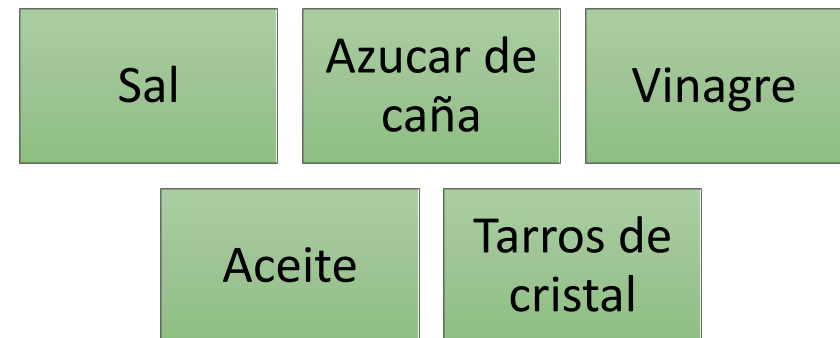 Sal
Azucar de
caña
Vinagre
Aceite
Tarros de
cristal